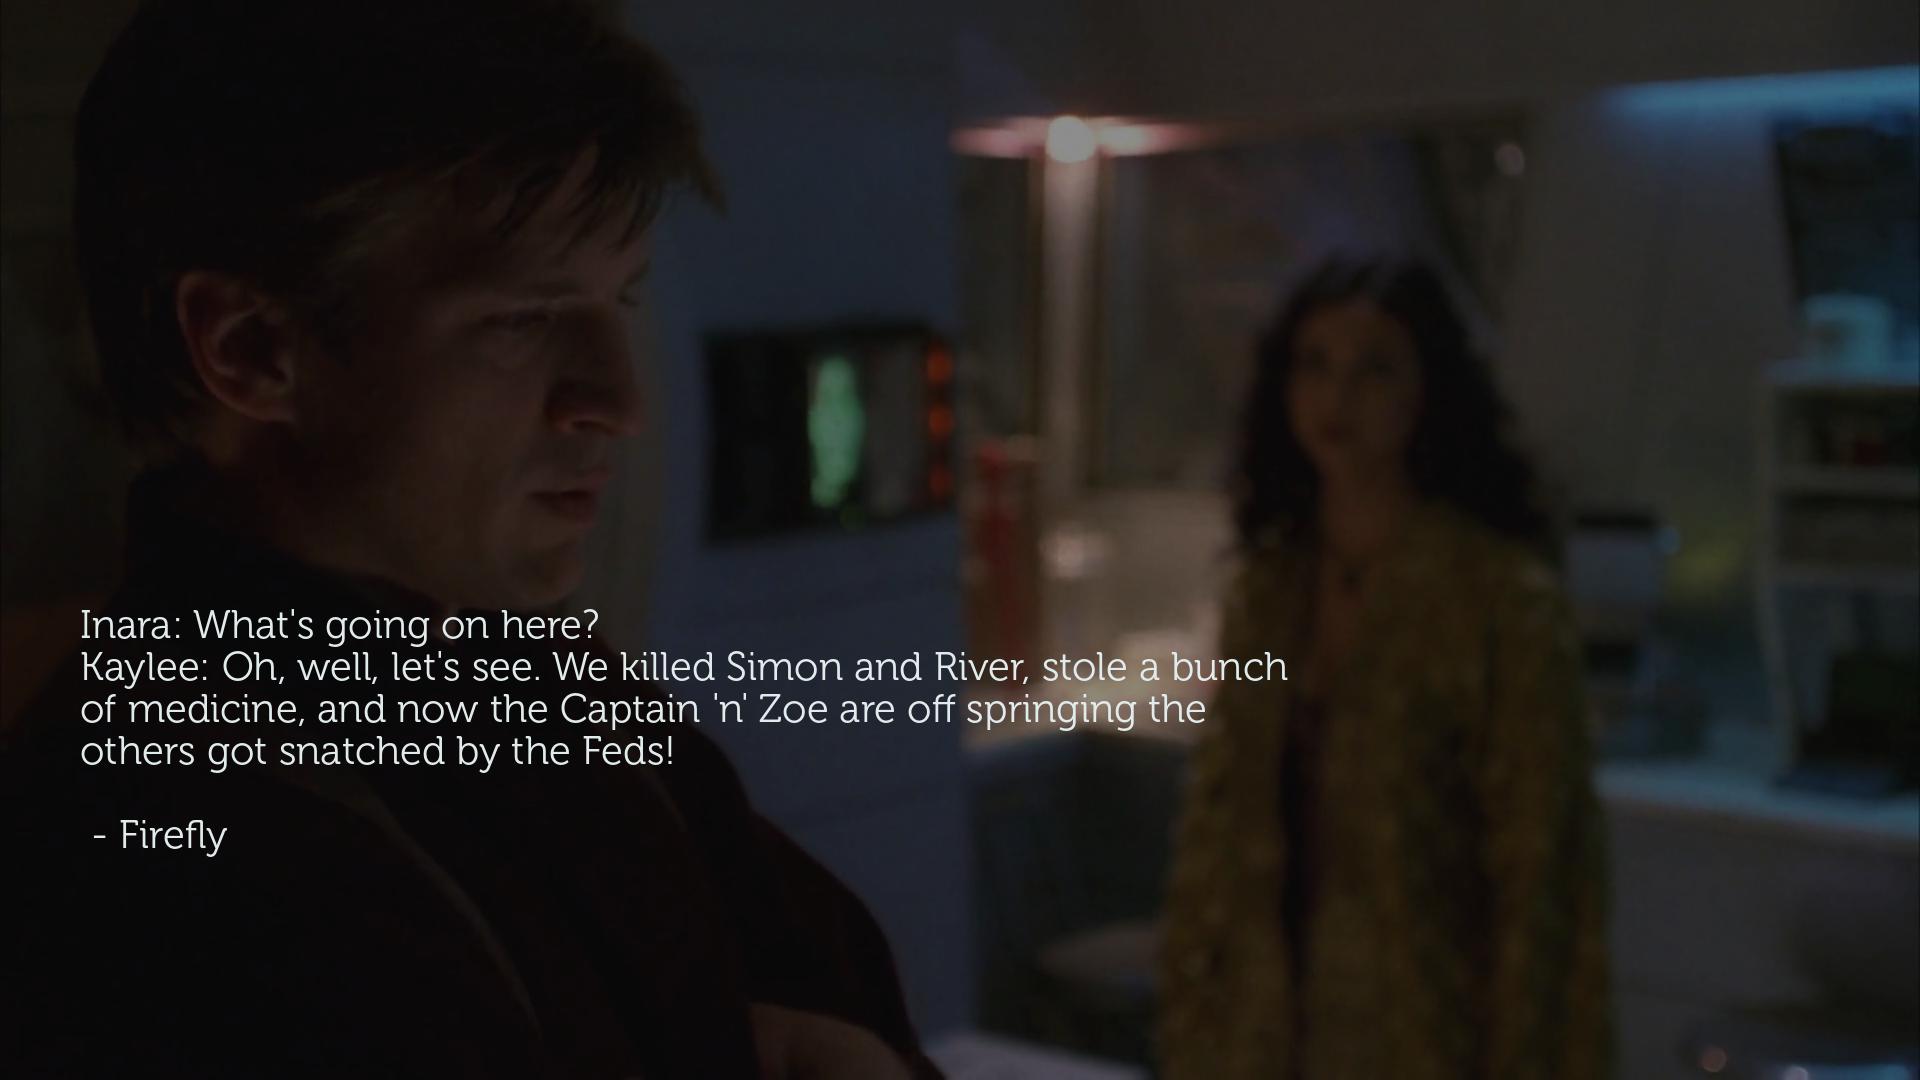 Inara: What's going on here?
Kaylee: Oh, well, let's see. We killed Simon and River, stole a bunch
of medicine, and now the Captain 'n' Zoe are off springing the
others got snatched by the Feds!
- Firefly